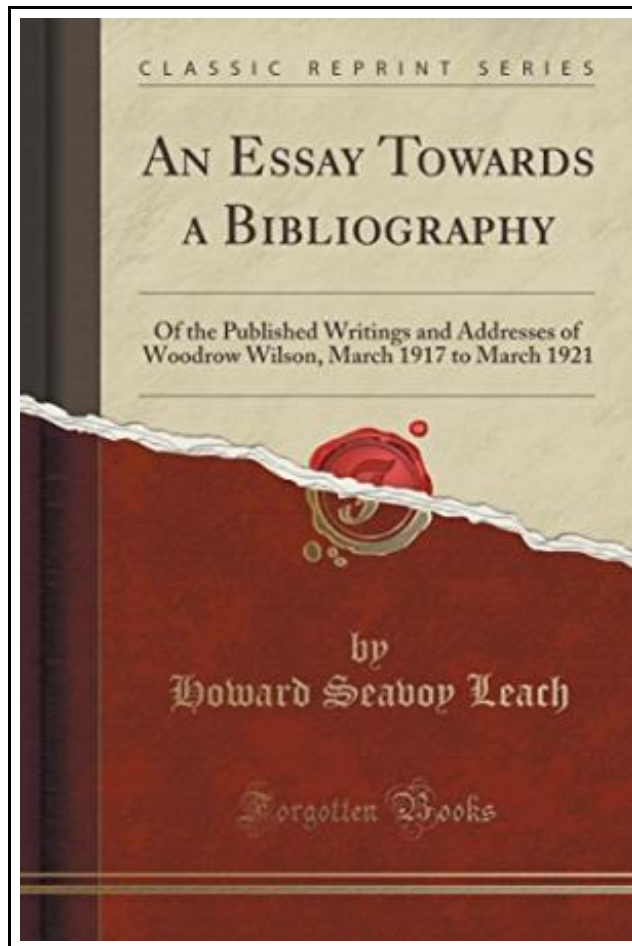 CLASSIC REPRINT SERIES
AN ESSAY TOWARDS
A BIBLIOGRAPHY
Of the Published Writings and Addresses of
Woodrow Wilson, March 1917 to March 1921
by
Howard Seavoy Leach
Forgotten Books